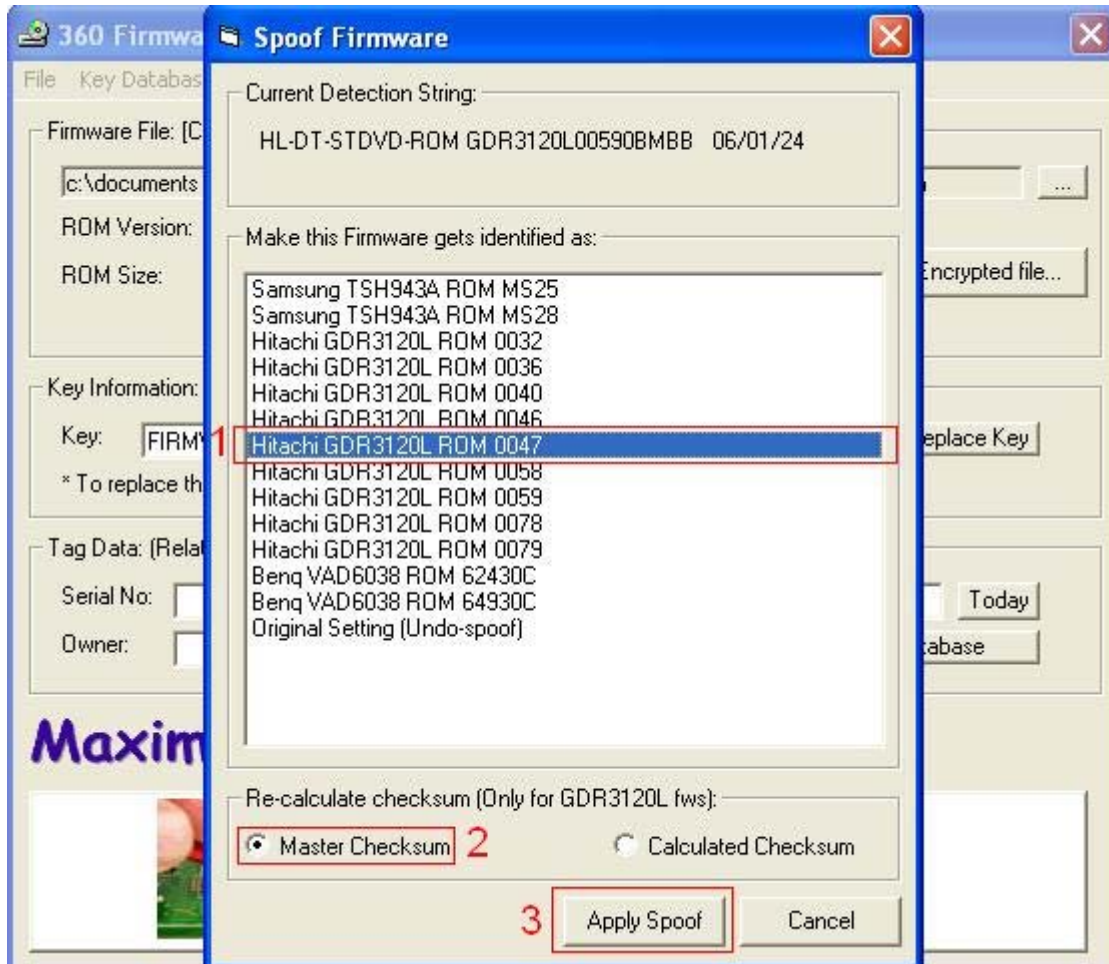 360 Firmwa
Spoof Firmware
File Key Databas
Current Detection String:
HL-DT-STDVD-ROM GDR3120L00590BMBB 06/01/24
Firmware File: [C
c:\documents
...
ROM Version:
ROM Size:
Encrypted file...
Make this Firmware gets identified as:
Samsung TSH943A ROM MS25
Samsung TSH943A ROM MS28
Hitachi GDR3120L ROM 0032
Hitachi GDR3120L ROM 0036
Hitachi GDR3120L ROM 0040
Hitachi GDR3120L ROM 0046
1
Hitachi GDR3120L ROM 0047
Hitachi GDR3120L ROM 0058
Hitachi GDR3120L ROM 0059
Hitachi GDR3120L ROM 0078
Hitachi GDR3120L ROM 0079
Benq VAD6038 ROM 62430C
Benq VAD6038 ROM 64930C
Original Setting (Undo-spoof)
Key Information:
Key: FIRM
eplace Key
* To replace th
Tag Data: (Relat
Serial No:
Today
Owner:
abase
Maxim
Re-calculate checksum (Only for GDR3120L fws):
Master Checksum 2
Calculated Checksum
3 Apply Spoof
Cancel